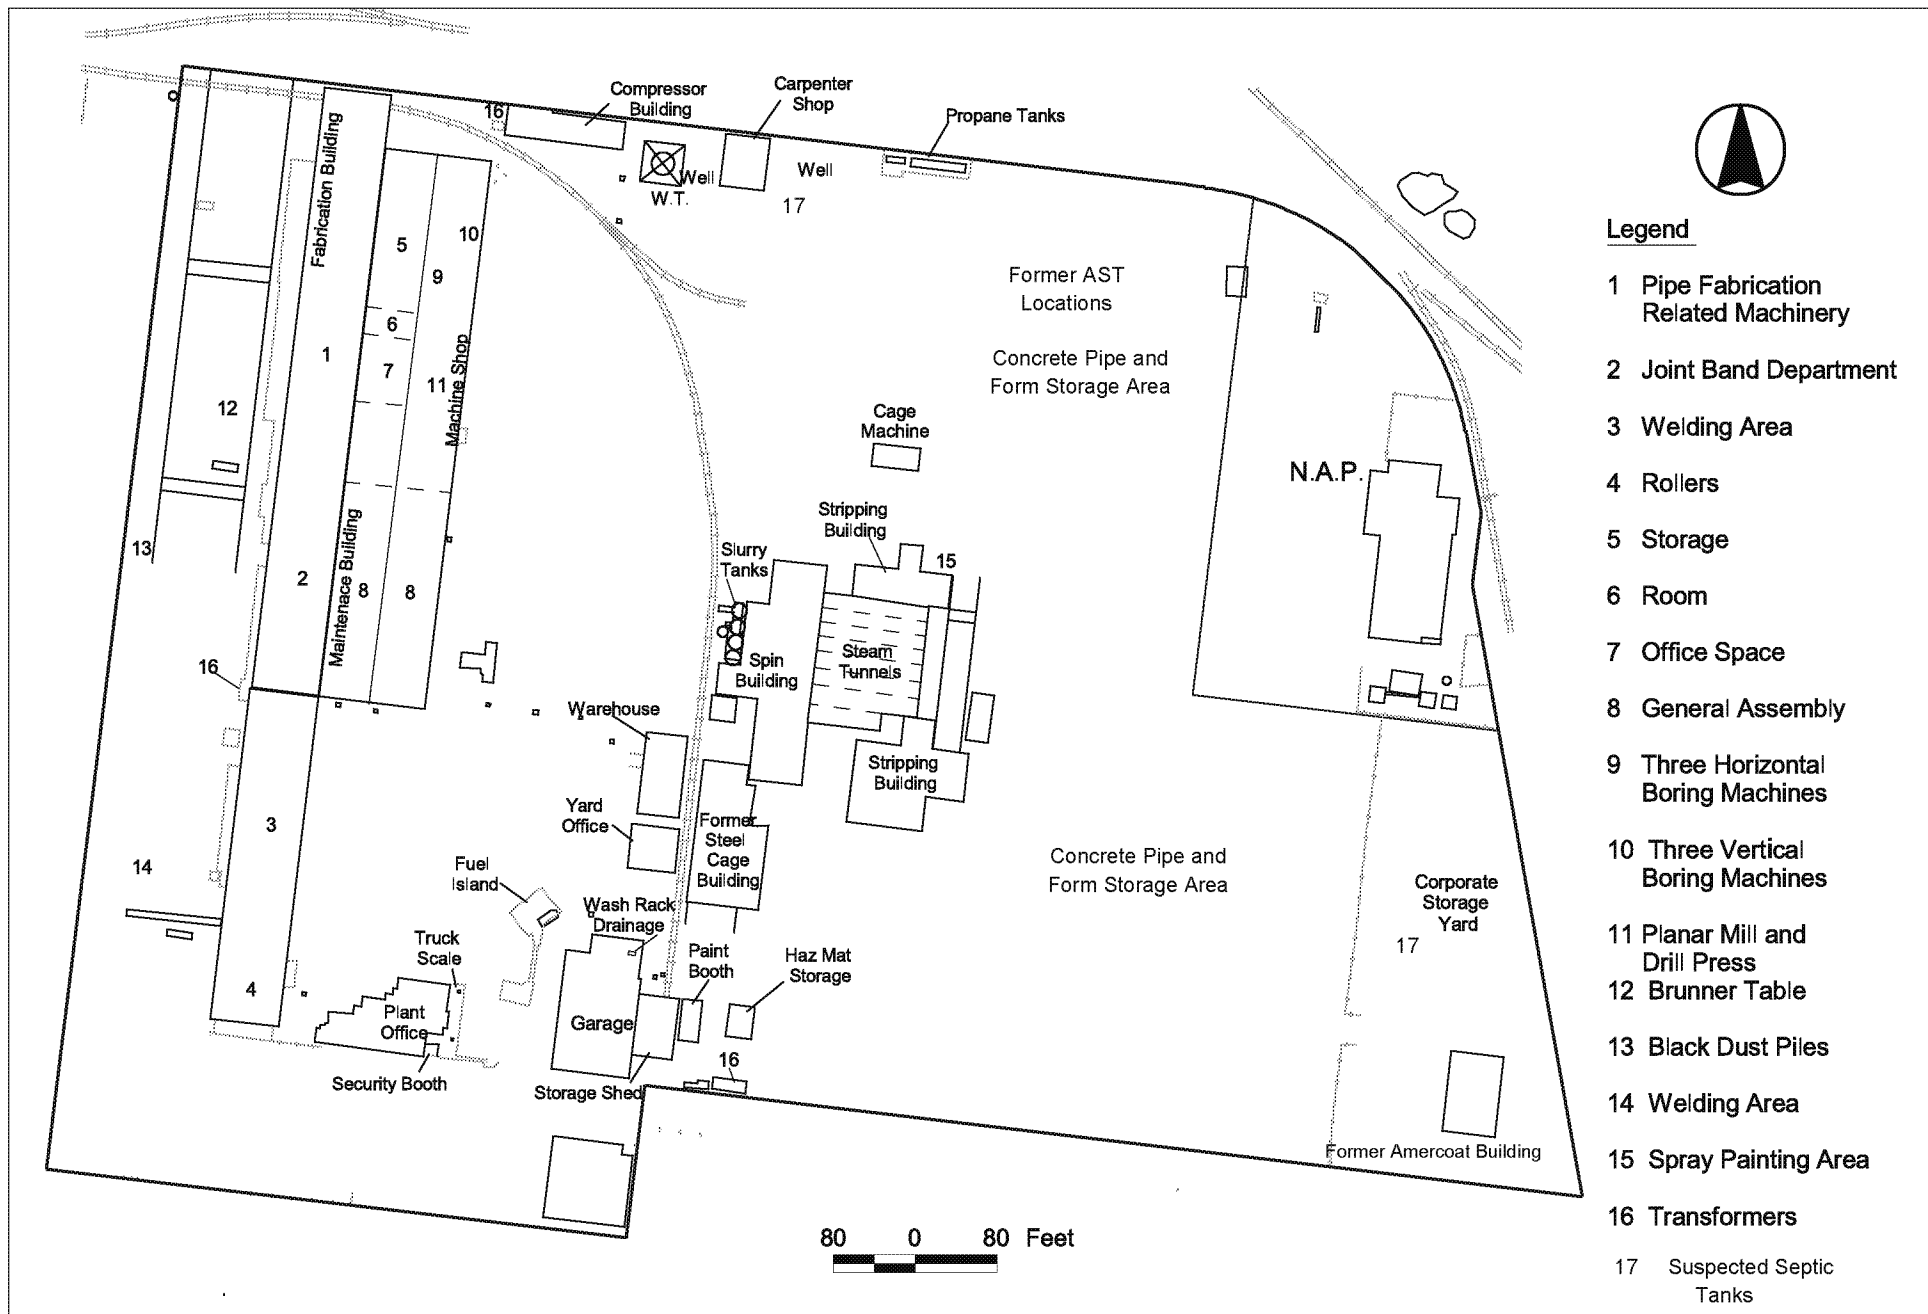 Compressor
Building
Carpenter
Shop
Propane Tanks
16
Well
W.T.
Well
17
Fabrication Building
5
10
9
6
1
7
11
Machine Shop
12
Former AST
Locations
Concrete Pipe and
Form Storage Area
Cage
Machine
N.A.P.
Stripping
Building
13
Slurry
Tanks
15
2
Maintenace Building
8
8
16
Spin
Building
Steam
Tunnels
Warehouse
Stripping
Building
3
Yard
Office
Former
Steel
Cage
Building
14
Fuel
Island
Concrete Pipe and
Form Storage Area
Corporate
Storage
Yard
17
Wash Rack
Drainage
Truck
Scale
Paint
Booth
Haz Mat
Storage
4
Plant
Office
Garage
16
Security Booth
Storage Shed
Former Amercoat Building
80 0 80 Feet
Legend
1 Pipe Fabrication
Related Machinery
2 Joint Band Department
3 Welding Area
4 Rollers
5 Storage
6 Room
7 Office Space
8 General Assembly
9 Three Horizontal
Boring Machines
10 Three Vertical
Boring Machines
11 Planar Mill and
Drill Press
12 Brunner Table
13 Black Dust Piles
14 Welding Area
15 Spray Painting Area
16 Transformers
17 Suspected Septic
Tanks